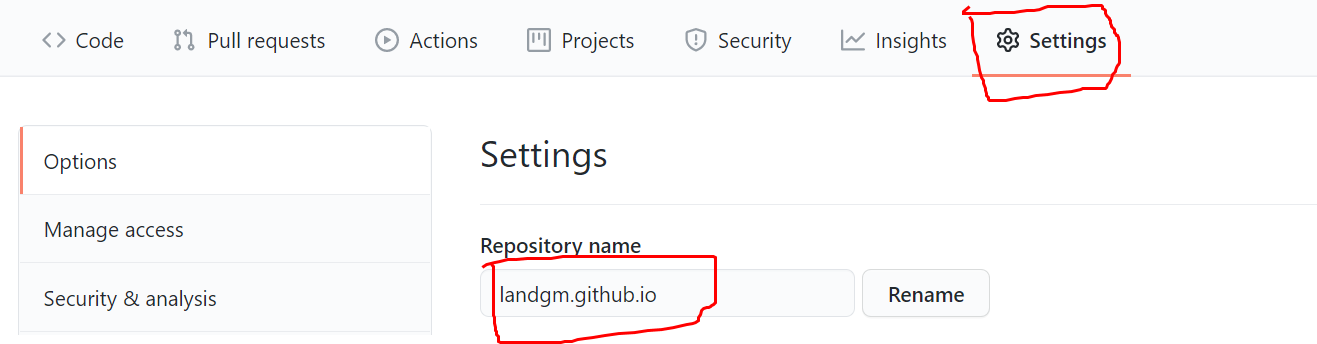 Code Pull requests Actions Projects Security Insights Settings
Options
Manage access
Security & analysis
Settings
Repository name
landgm.github.io Rename